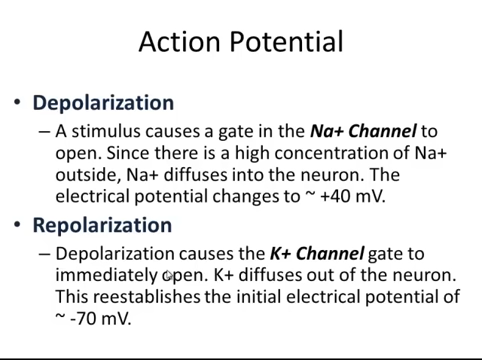 Action Potential
• Depolarization
– A stimulus causes a gate in the Na+ Channel to
open. Since there is a high concentration of Na+
outside, Na+ diffuses into the neuron. The
electrical potential changes to ~ +40 mV.
• Repolarization
– Depolarization causes the K+ Channel gate to
immediately open. K+ diffuses out of the neuron.
This reestablishes the initial electrical potential of
~ -70 mV.